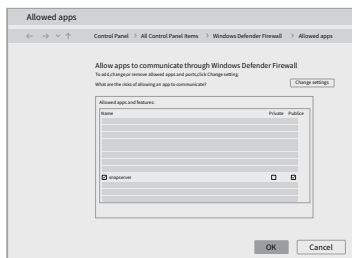 Allowed apps
Control Panel > All Control Panel Items > Windows Defender Firewall > Allowed apps
Allow apps to communicate through Windows Defender Firewall
To add,change,or remove allowed apps and ports,click Change setting.
What are the risks of allowing an app to communicate?
Change settings
Allowed apps and features:
Name Private Publice
snapserver
OK Cancel